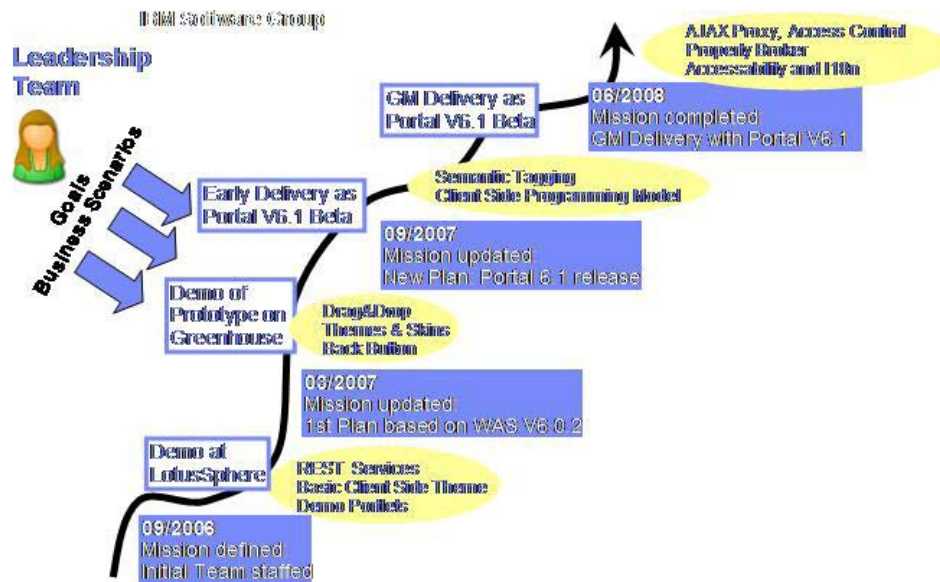 IBM Software Group
Leadership
Team
Goals
Business Scenarios
AJAX Proxy, Access Control
Property Broker
Accessability and I18n
GM Delivery as
Portal V6.1 Beta
06/2008
Mission completed:
GM Delivery with Portal V6.1
Semantic Tagging
Client Side Programming Model
Early Delivery as
Portal V6.1 Beta
09/2007
Mission updated:
New Plan: Portal 6.1 release
Demo of
Prototype on
Greenhouse
Drag&Drop
Themes & Skins
Back Button
03/2007
Mission updated:
1st Plan based on WAS V6.0.2
Demo at
LotusSphere
REST Services
Basic Client Side Theme
Demo Portlets
09/2006
Mission defined:
Initial Team staffed